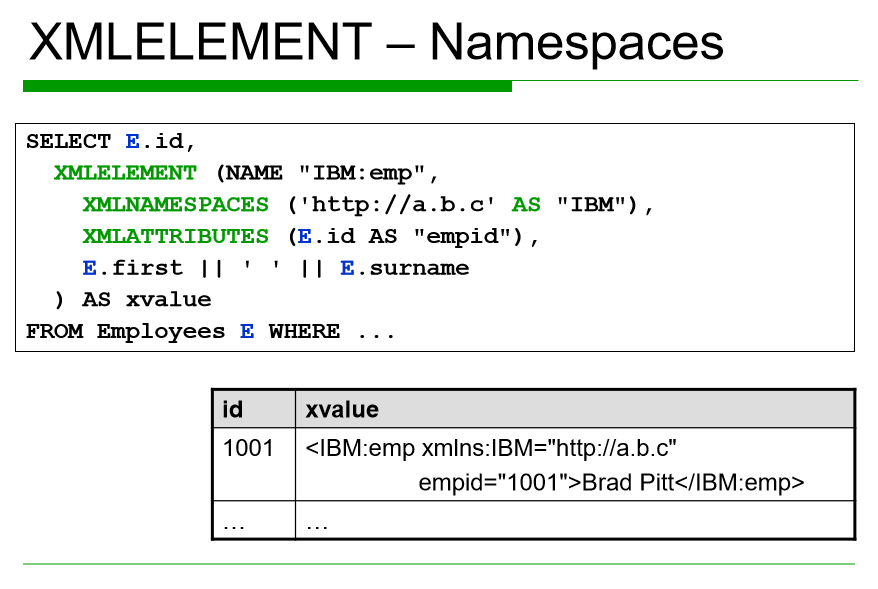 XMLELEMENT – Namespaces
SELECT E.id,
XMLELEMENT (NAME "IBM:emp",
XMLNAMESPACES ('http://a.b.c' AS "IBM"),
XMLATTRIBUTES (E.id AS "empid"),
E.first || ' ' || E.surname
) AS xvalue
FROM Employees E WHERE ...
id xvalue
1001 <IBM:emp xmlns:IBM="http://a.b.c"
empid="1001">Brad Pitt</IBM:emp>
… …